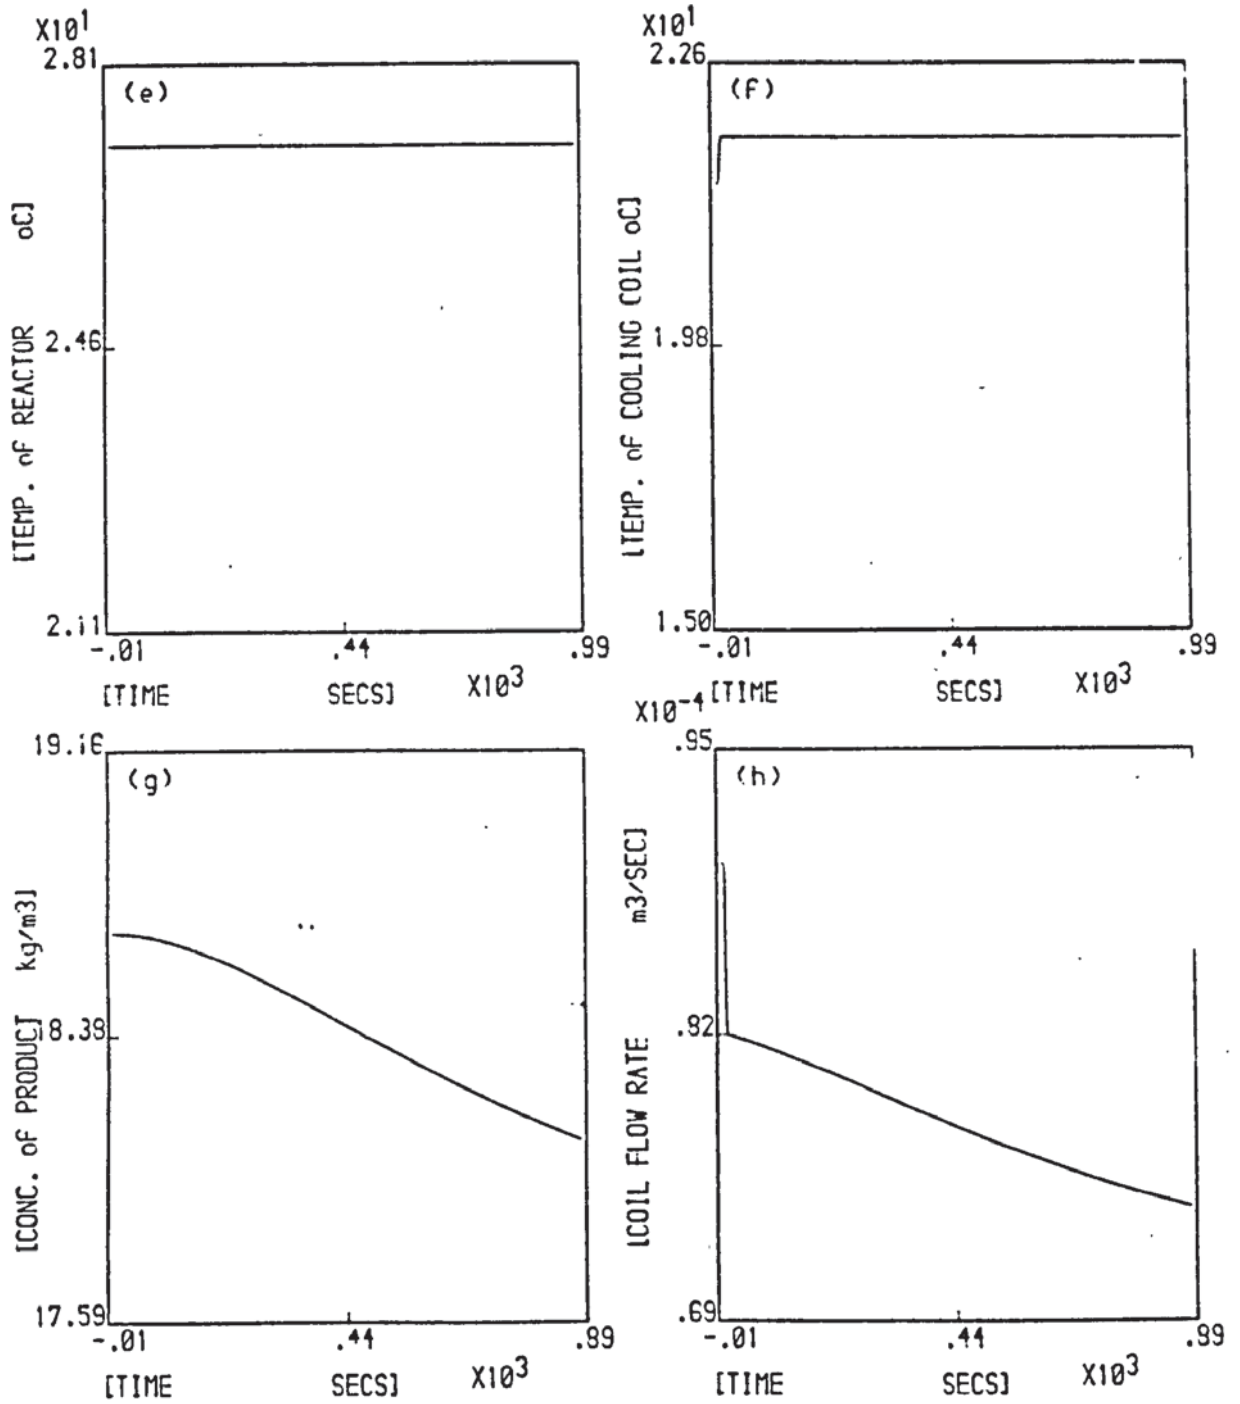 X10¹
2.81
(e)
[TEMP. of REACTOR oC]
2.46
2.11
-.01 .44 .99
[TIME SECS] X10³
X10¹
2.26
(f)
[TEMP. of COOLING COIL oC]
1.88
1.50
-.01 .44 .99
[TIME SECS] X10³
19.16
(g)
[CONC. of PRODUCT kg/m3]
18.38
17.59
-.01 .44 .99
[TIME SECS] X10³
X10⁻⁴
.95
(h)
[COIL FLOW RATE m3/SEC]
.82
.69
-.01 .44 .99
[TIME SECS] X10³